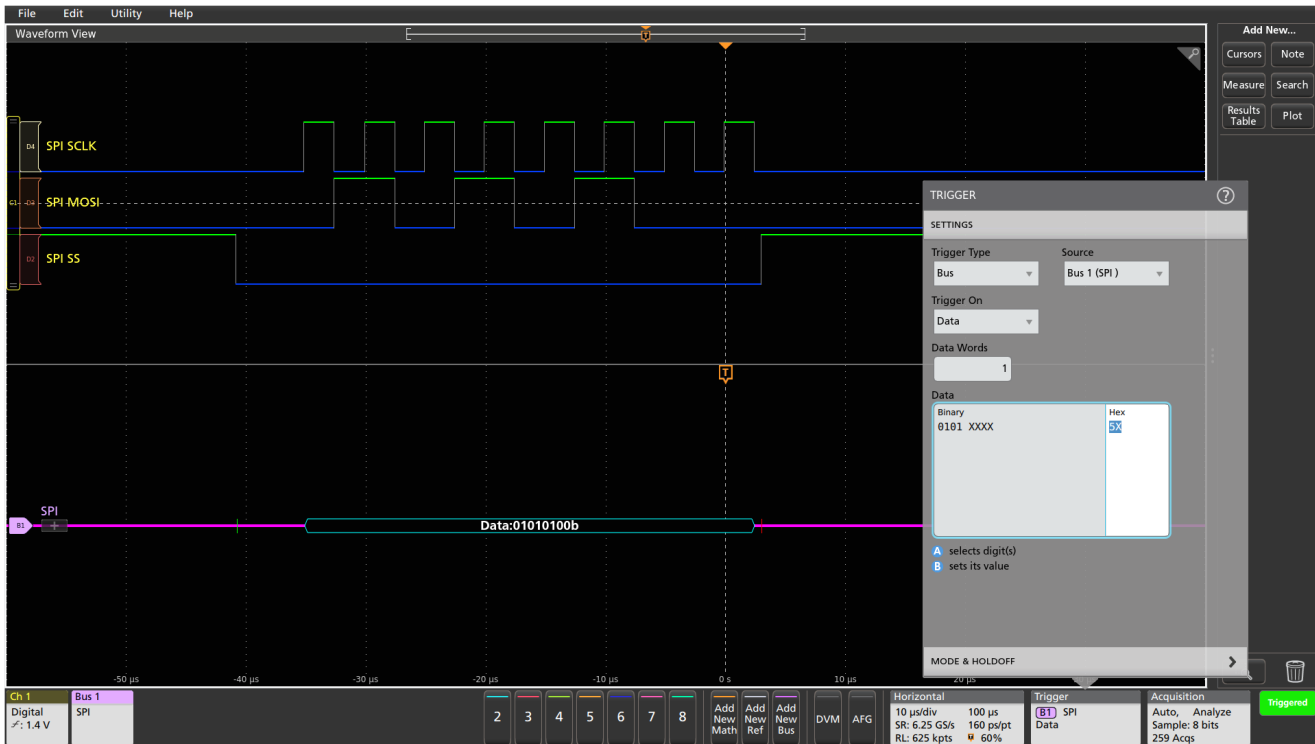 File Edit Utility Help
Waveform View
Add New...
Cursors Note
Measure Search
Results Table Plot
D4 SPI SCLK
D3 SPI MOSI
C1
D2 SPI SS
T
TRIGGER ?
SETTINGS
Trigger Type Source
Bus Bus 1 (SPI )
Trigger On
Data
Data Words
1
Data
Binary Hex
0101 XXXX 5X
A selects digit(s)
B sets its value
MODE & HOLDOFF
T
SPI
B1 +
Data:01010100b
-50 µs -40 µs -30 µs -20 µs -10 µs 0 s 10 µs 20 µs
Ch 1
Digital
: 1.4 V
Bus 1
SPI
2 3 4 5 6 7 8
Add New Math
Add New Ref
Add New Bus
DVM AFG
Horizontal
10 µs/div 100 µs
SR: 6.25 GS/s 160 ps/pt
RL: 625 kpts 60%
Trigger
B1 SPI
Data
Acquisition
Auto, Analyze
Sample: 8 bits
259 Acqs
Triggered